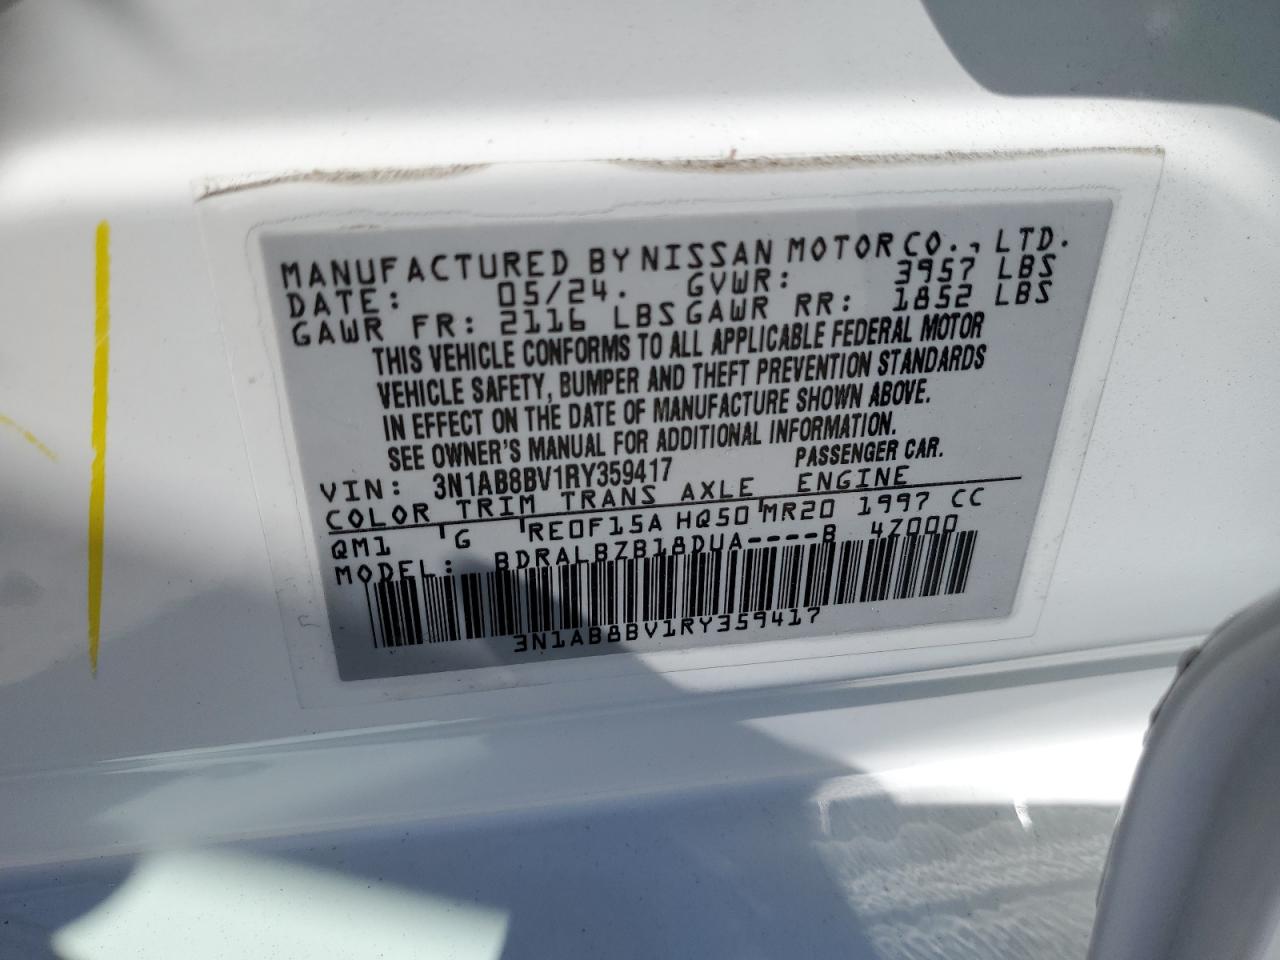 MANUFACTURED BY NISSAN MOTOR CO., LTD.
DATE: 05/24. GVWR: 3957 LBS
GAWR FR: 2116 LBS GAWR RR: 1852 LBS
THIS VEHICLE CONFORMS TO ALL APPLICABLE FEDERAL MOTOR
VEHICLE SAFETY, BUMPER AND THEFT PREVENTION STANDARDS
IN EFFECT ON THE DATE OF MANUFACTURE SHOWN ABOVE.
SEE OWNER'S MANUAL FOR ADDITIONAL INFORMATION.
VIN: 3N1AB8BV1RY359417 PASSENGER CAR.
COLOR TRIM TRANS AXLE ENGINE
QM1 G RE0F15A HQ50 MR20 1997 CC
MODEL: BDRALBZB18DUA----B 4Z000
3N1AB8BV1RY359417